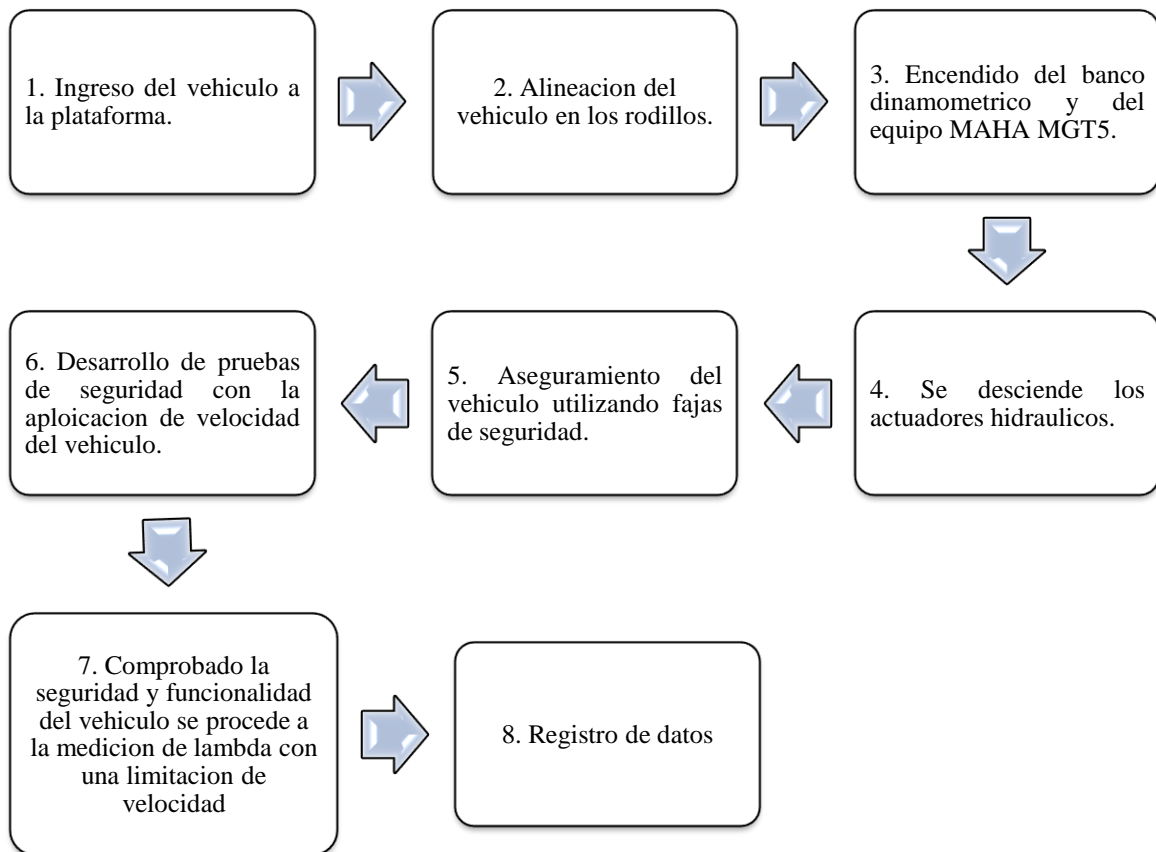 1. Ingreso del vehiculo a
la plataforma.
2. Alineacion del
vehiculo en los rodillos.
3. Encendido del banco
dinamometrico y del
equipo MAHA MGT5.
4. Se desciende los
actuadores hidraulicos.
5. Aseguramiento del
vehiculo utilizando fajas
de seguridad.
6. Desarrollo de pruebas
de seguridad con la
aploicacion de velocidad
del vehiculo.
7. Comprobado la
seguridad y funcionalidad
del vehiculo se procede a
la medicion de lambda con
una limitacion de
velocidad
8. Registro de datos